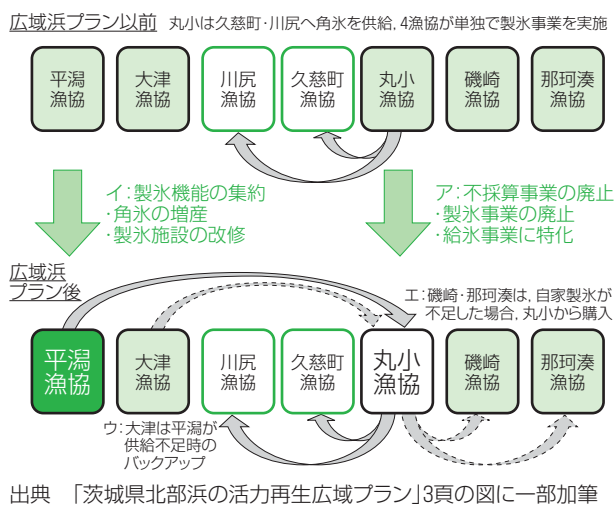 広域浜プラン以前 丸小は久慈町・川尻へ角氷を供給, 4漁協が単独で製氷事業を実施
平潟
漁協
大津
漁協
川尻
漁協
久慈町
漁協
丸小
漁協
磯崎
漁協
那珂湊
漁協
イ:製氷機能の集約
・角氷の増産
・製氷施設の改修
ア:不採算事業の廃止
・製氷事業の廃止
・給氷事業に特化
広域浜
プラン後
エ:磯崎・那珂湊は, 自家製氷が
不足した場合, 丸小から購入
平潟
漁協
大津
漁協
川尻
漁協
久慈町
漁協
丸小
漁協
磯崎
漁協
那珂湊
漁協
ウ:大津は平潟が
供給不足時の
バックアップ
出典 「茨城県北部浜の活力再生広域プラン」3頁の図に一部加筆